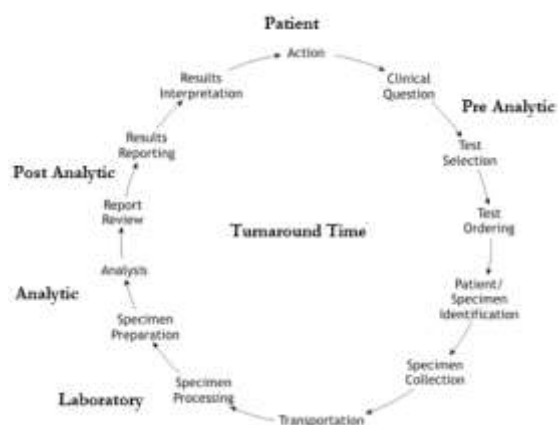 Patient
Action
Clinical
Question
Pre Analytic
Test
Selection
Test
Ordering
Patient/
Specimen
Identification
Specimen
Collection
Transportation
Specimen
Processing
Laboratory
Specimen
Preparation
Analytic
Analysis
Report
Review
Post Analytic
Results
Reporting
Results
Interpretation
Turnaround Time